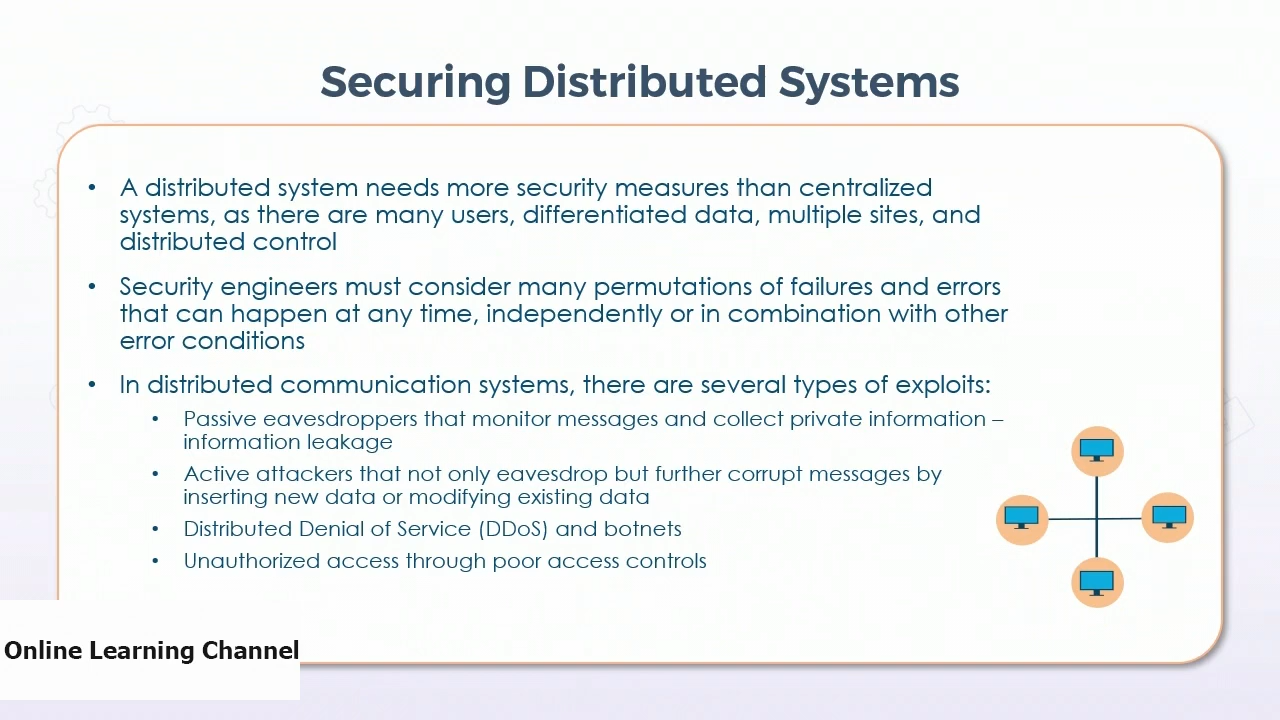 Securing Distributed Systems
• A distributed system needs more security measures than centralized
systems, as there are many users, differentiated data, multiple sites, and
distributed control
• Security engineers must consider many permutations of failures and errors
that can happen at any time, independently or in combination with other
error conditions
• In distributed communication systems, there are several types of exploits:
• Passive eavesdroppers that monitor messages and collect private information –
information leakage
• Active attackers that not only eavesdrop but further corrupt messages by
inserting new data or modifying existing data
• Distributed Denial of Service (DDoS) and botnets
• Unauthorized access through poor access controls
Online Learning Channel